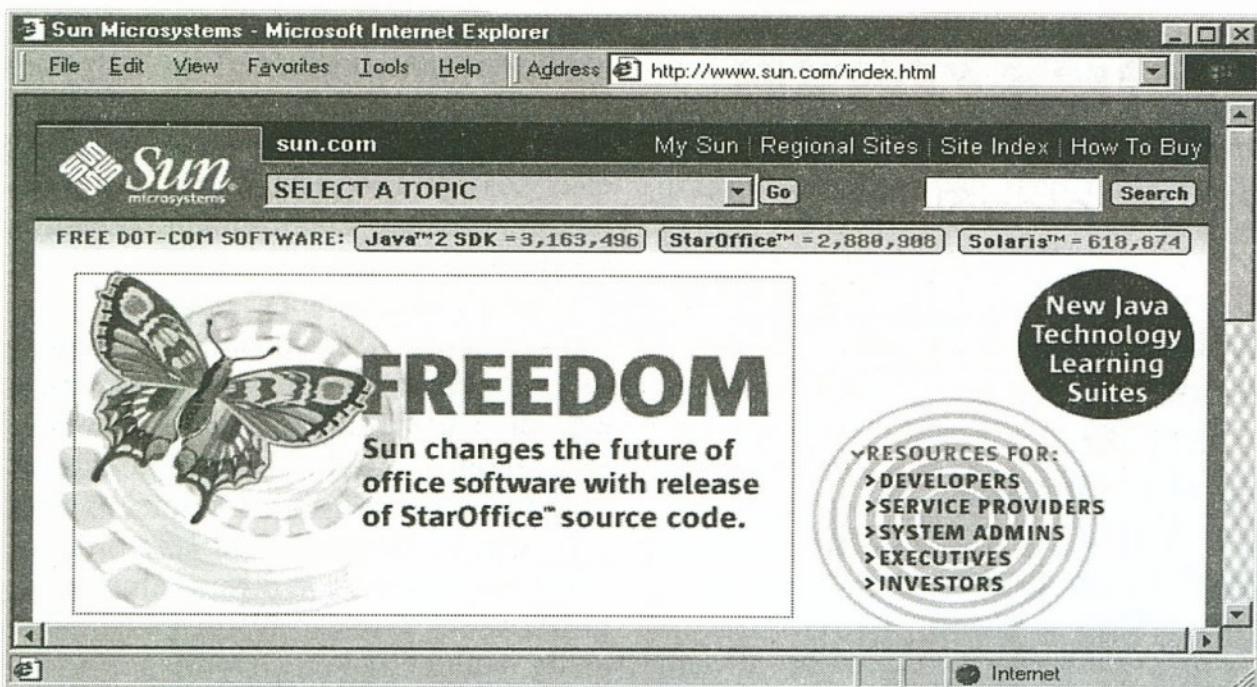 Sun Microsystems - Microsoft Internet Explorer
File Edit View Favorites Tools Help Address http://www.sun.com/index.html
sun.com My Sun | Regional Sites | Site Index | How To Buy
Sun
microsystems
SELECT A TOPIC Go Search
FREE DOT-COM SOFTWARE: Java™2 SDK = 3,163,496 StarOffice™ = 2,880,908 Solaris™ = 618,874
New Java
Technology
Learning
Suites
FREEDOM
Sun changes the future of
office software with release
of StarOffice™ source code.
RESOURCES FOR:
>DEVELOPERS
>SERVICE PROVIDERS
>SYSTEM ADMINS
>EXECUTIVES
>INVESTORS
Internet